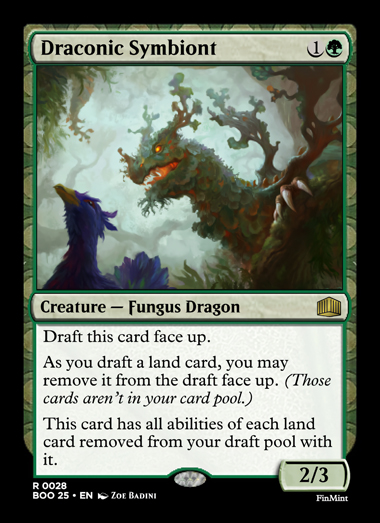 Draconic Symbiont 1
Creature — Fungus Dragon
Draft this card face up.
As you draft a land card, you may
remove it from the draft face up. (Those
cards aren't in your card pool.)
This card has all abilities of each land
card removed from your draft pool with
it.
2/3
R 0028
BOO 25 • EN Zoe Badini
FinMint